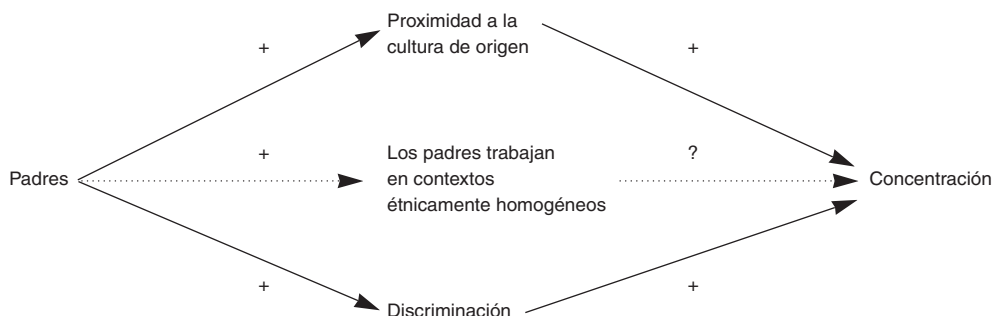 Proximidad a la
cultura de origen
+
+
Padres
+
Los padres trabajan
en contextos
étnicamente homogéneos
?
Concentración
+
Discriminación
+